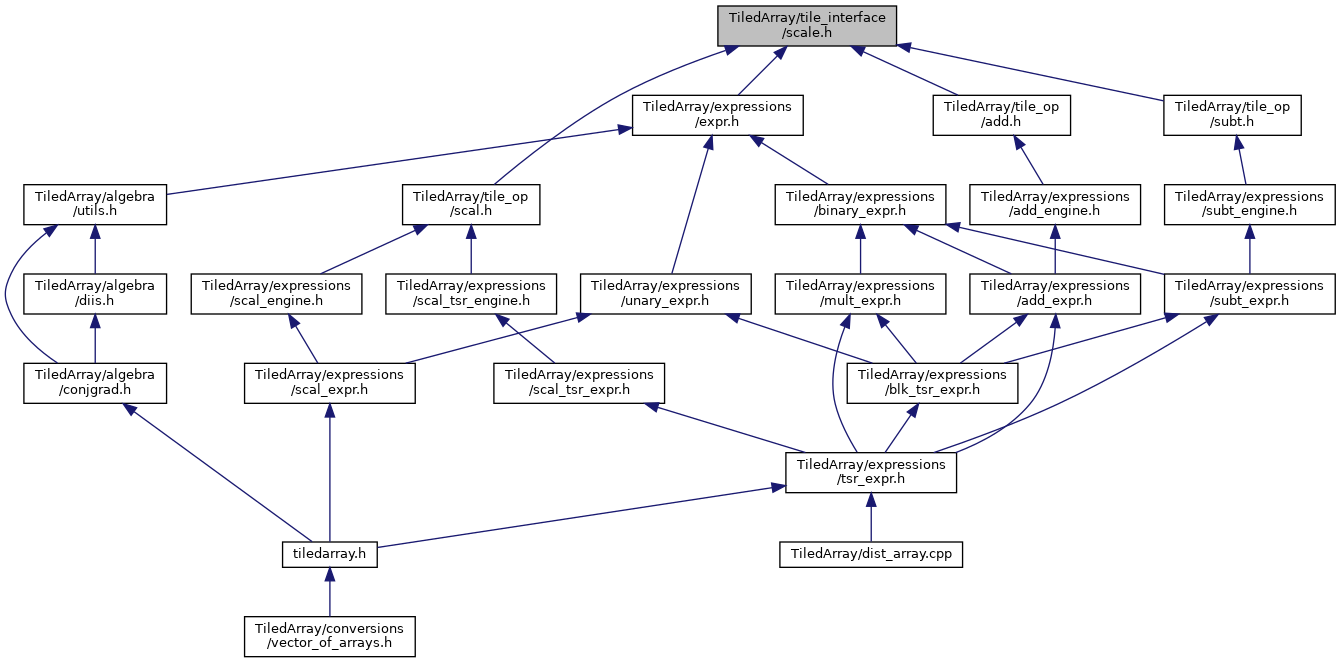 TiledArray/tile_interface
/scale.h
TiledArray/expressions
/expr.h
TiledArray/tile_op
/add.h
TiledArray/tile_op
/subt.h
TiledArray/algebra
/utils.h
TiledArray/tile_op
/scal.h
TiledArray/expressions
/binary_expr.h
TiledArray/expressions
/add_engine.h
TiledArray/expressions
/subt_engine.h
TiledArray/algebra
/diis.h
TiledArray/expressions
/scal_engine.h
TiledArray/expressions
/scal_tsr_engine.h
TiledArray/expressions
/unary_expr.h
TiledArray/expressions
/mult_expr.h
TiledArray/expressions
/add_expr.h
TiledArray/expressions
/subt_expr.h
TiledArray/algebra
/conjgrad.h
TiledArray/expressions
/scal_expr.h
TiledArray/expressions
/scal_tsr_expr.h
TiledArray/expressions
/blk_tsr_expr.h
TiledArray/expressions
/tsr_expr.h
tiledarray.h
TiledArray/dist_array.cpp
TiledArray/conversions
/vector_of_arrays.h